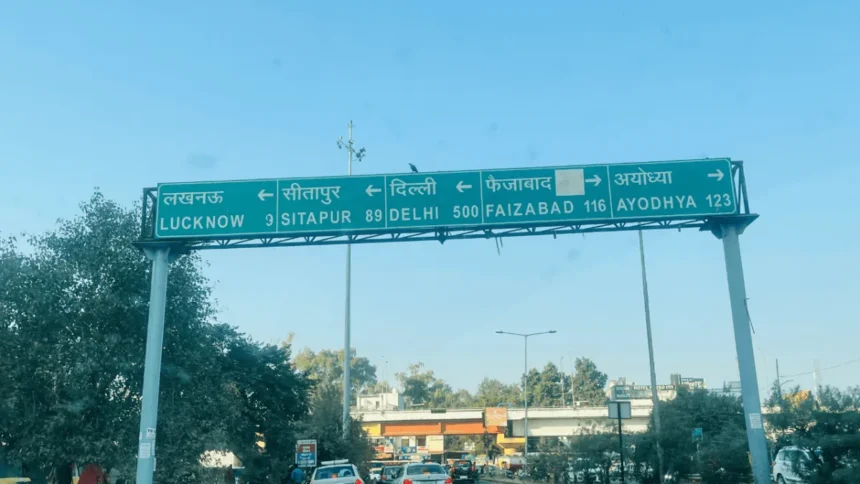 लखनऊ ←
LUCKNOW 9
सीतापुर ←
SITAPUR 89
दिल्ली ←
DELHI 500
फैजाबाद →
FAIZABAD 116
अयोध्या →
AYODHYA 123